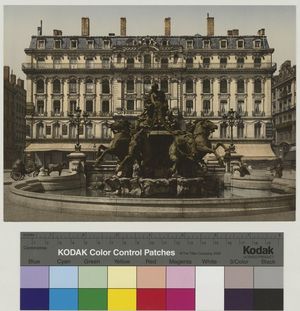 KODAK Color Control Patches
Kodak
Blue Cyan Green Yellow Red Magenta White 3/Color Black